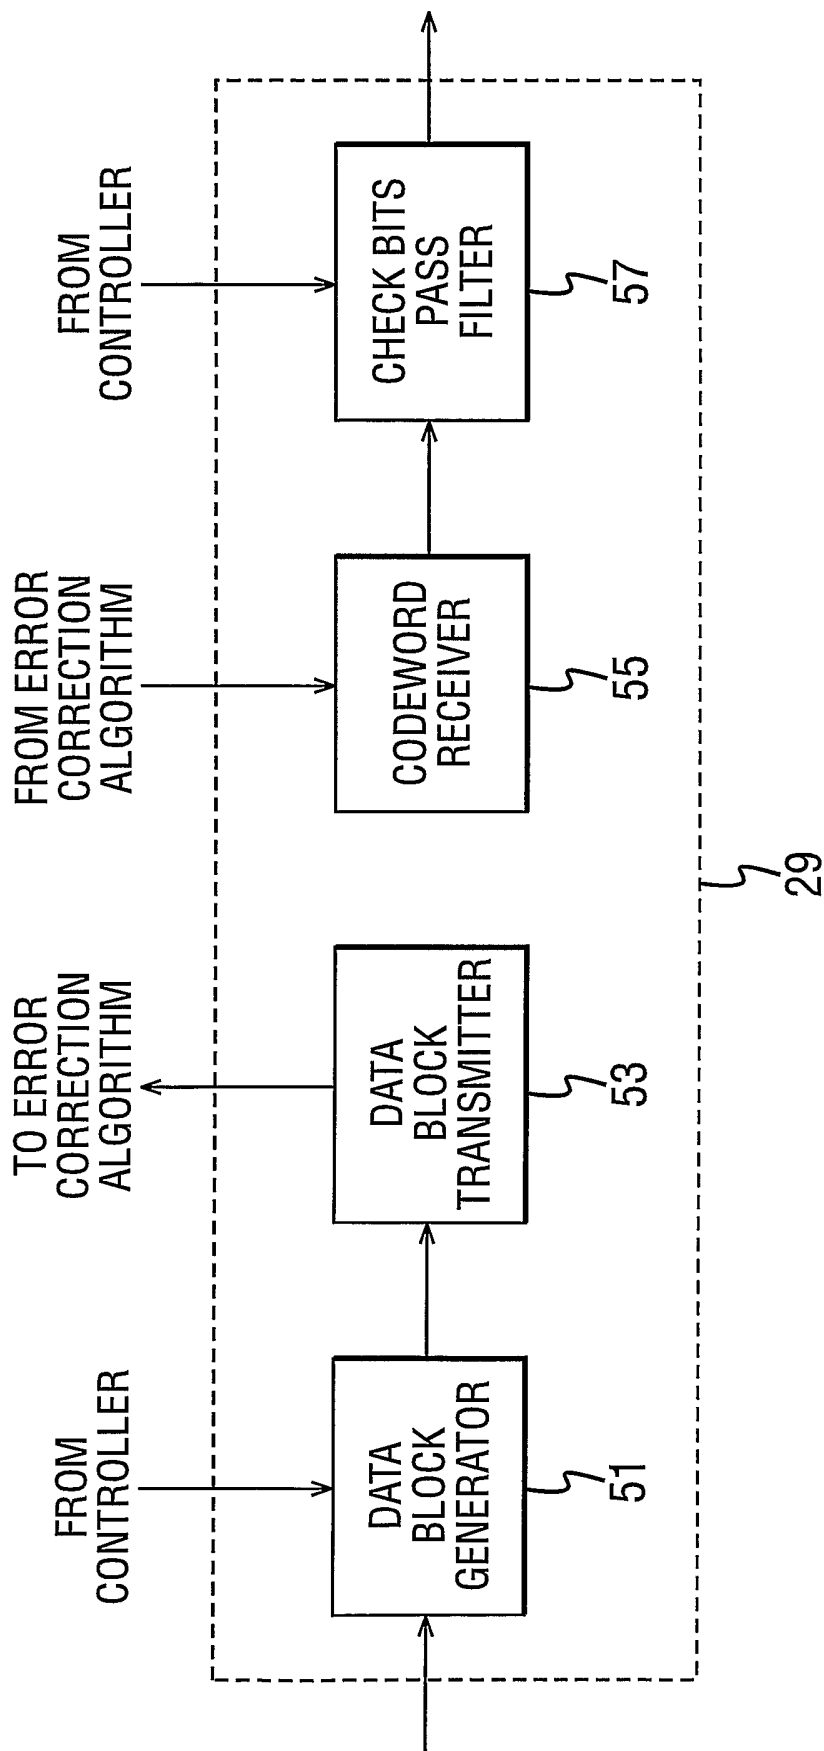 FROM
CONTROLLER
TO ERROR
CORRECTION
ALGORITHM
FROM ERROR
CORRECTION
ALGORITHM
FROM
CONTROLLER
DATA
BLOCK
GENERATOR
DATA
BLOCK
TRANSMITTER
CODEWORD
RECEIVER
CHECK BITS
PASS
FILTER
51
53
55
57
29